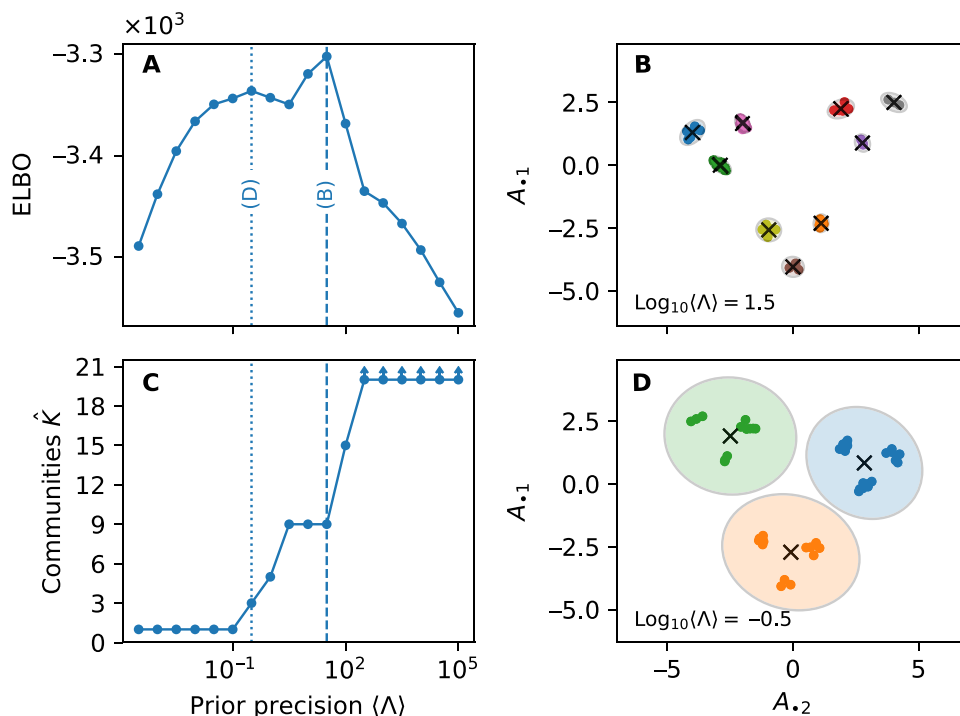 ×10³
A
−3.3
−3.4
−3.5
ELBO
(D)
(B)
B
2.5
0.0
−2.5
−5.0
A•1
Log₁₀⟨Λ⟩ = 1.5
C
21
18
15
12
9
6
3
0
Communities K̂
10⁻¹
10²
10⁵
Prior precision ⟨Λ⟩
D
2.5
0.0
−2.5
−5.0
A•1
Log₁₀⟨Λ⟩ = −0.5
−5
0
5
A•2